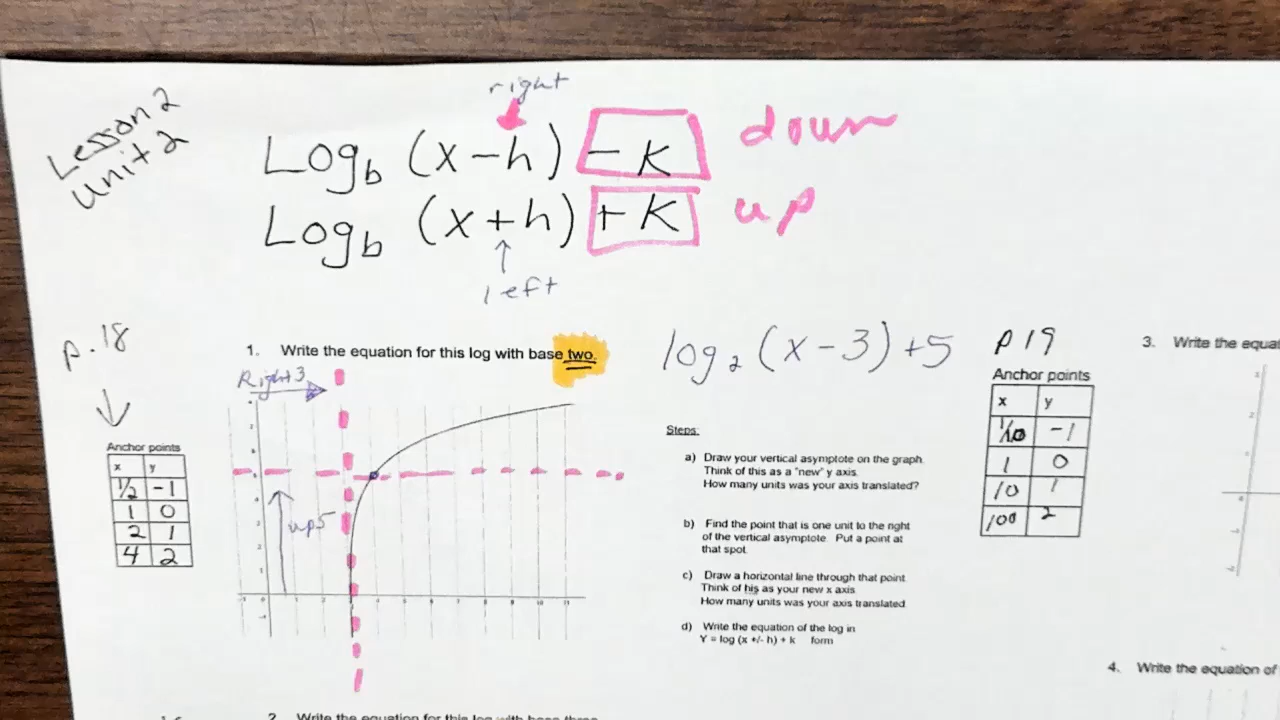 Lesson 2
Unit 2
right
Log_b (x-h) -k down
Log_b (x+h) +k up
left
p. 18
Anchor points
x y
1/2 -1
1 0
2 1
4 2
1. Write the equation for this log with base two.
Right 3
up 5
log_2 (x-3)+5
Steps:
a) Draw your vertical asymptote on the graph.
Think of this as a "new" y axis.
How many units was your axis translated?
b) Find the point that is one unit to the right
of the vertical asymptote. Put a point at
that spot.
c) Draw a horizontal line through that point.
Think of his as your new x axis.
How many units was your axis translated
d) Write the equation of the log in
Y = log (x +/- h) + k form
p 19
Anchor points
x y
1/10 -1
1 0
10 1
100 2
3. Write the equa
4. Write the equation of
2. Write the equation for this log with base three